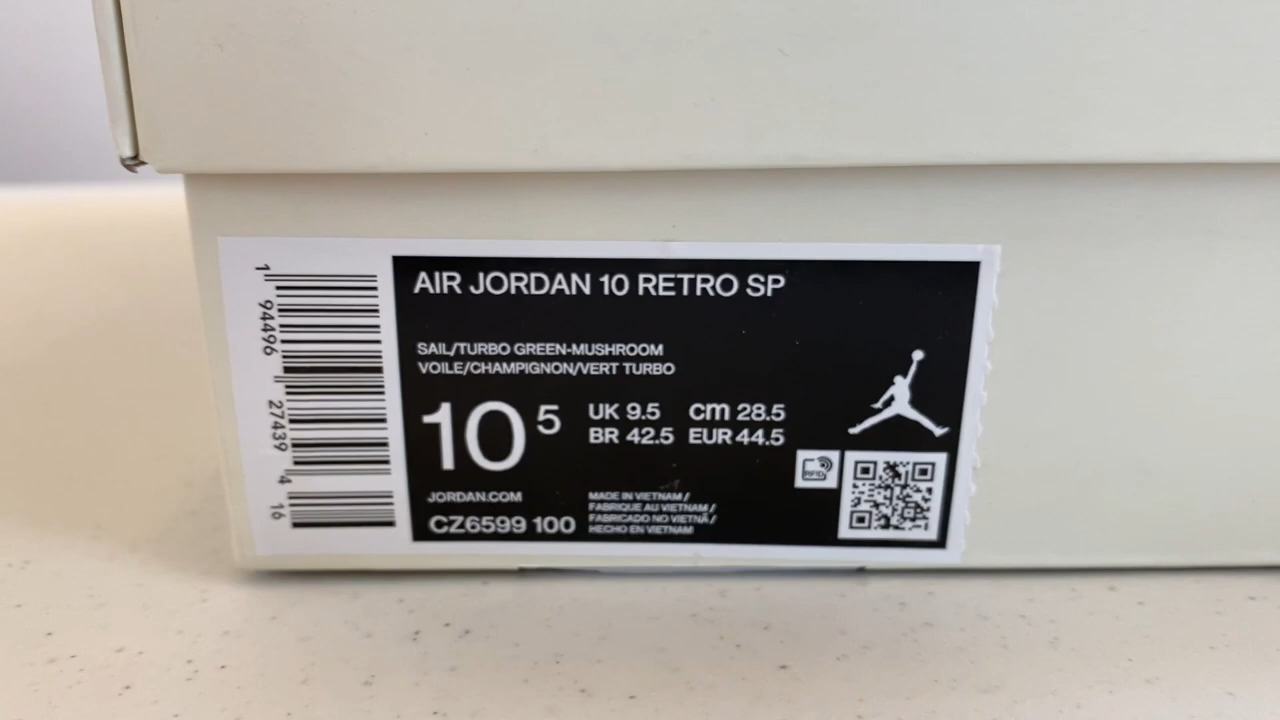 AIR JORDAN 10 RETRO SP
SAIL/TURBO GREEN-MUSHROOM
VOILE/CHAMPIGNON/VERT TURBO
10 5
UK 9.5 cm 28.5
BR 42.5 EUR 44.5
RFID
JORDAN.COM
CZ6599 100
MADE IN VIETNAM /
FABRIQUE AU VIETNAM /
FABRICADO NO VIETNÃ /
HECHO EN VIETNAM
1 94496 27439 4 16